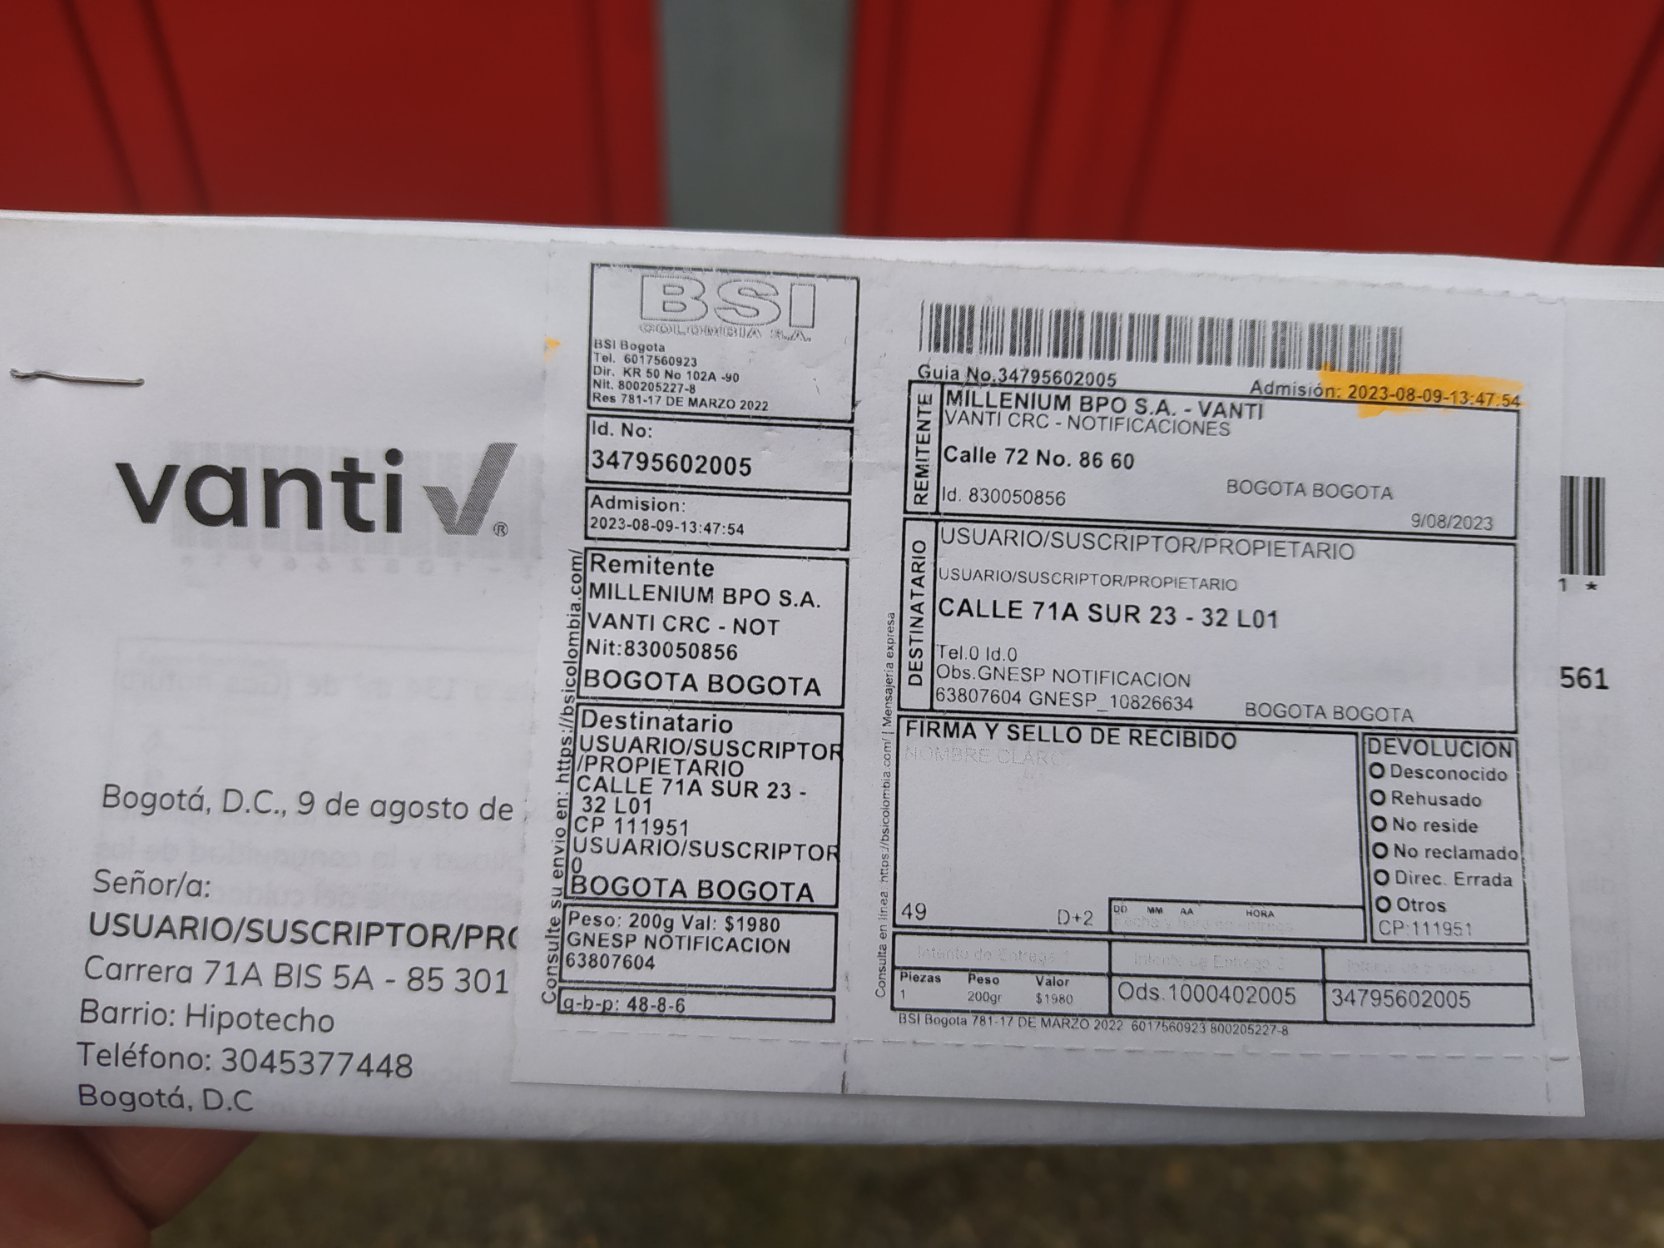 vanti
®
Bogotá, D.C., 9 de agosto de
Señor/a:
USUARIO/SUSCRIPTOR/PRO
Carrera 71A BIS 5A - 85 301
Barrio: Hipotecho
Teléfono: 3045377448
Bogotá, D.C
Consulte su envio en: https://bsicolombia.com/
BSI
COLOMBIA S.A.
BSI Bogota
Tel. 6017560923
Dir. KR 50 No 102A -90
Nit. 800205227-8
Res 781-17 DE MARZO 2022
Id. No:
34795602005
Admision:
2023-08-09-13:47:54
Remitente
MILLENIUM BPO S.A.
VANTI CRC - NOT
Nit:830050856
BOGOTA BOGOTA
Destinatario
USUARIO/SUSCRIPTOR
/PROPIETARIO
CALLE 71A SUR 23 -
32 L01
CP 111951
USUARIO/SUSCRIPTOR
0
BOGOTA BOGOTA
Peso: 200g Val: $1980
GNESP NOTIFICACION
63807604
g-b-p: 48-8-6
Consulta en línea: https://bsicolombia.com/ | Mensajeria expresa
Guia No.34795602005
Admisión: 2023-08-09-13:47:54
REMITENTE
MILLENIUM BPO S.A. - VANTI
VANTI CRC - NOTIFICACIONES
Calle 72 No. 86 60
Id. 830050856
BOGOTA BOGOTA
9/08/2023
DESTINATARIO
USUARIO/SUSCRIPTOR/PROPIETARIO
USUARIO/SUSCRIPTOR/PROPIETARIO
CALLE 71A SUR 23 - 32 L01
Tel.0 Id.0
Obs.GNESP NOTIFICACION
63807604 GNESP_10826634
BOGOTA BOGOTA
FIRMA Y SELLO DE RECIBIDO
NOMBRE CLARO
49
D+2
DD MM AA HORA
DEVOLUCION
Desconocido
Rehusado
No reside
No reclamado
Direc. Errada
Otros
CP:111951
Intento de Entrega 1
Intento de Entrega 2
Piezas Peso Valor
1 200gr $1980
Ods.1000402005
34795602005
BSI Bogota 781-17 DE MARZO 2022 6017560923 800205227-8
1 *
561